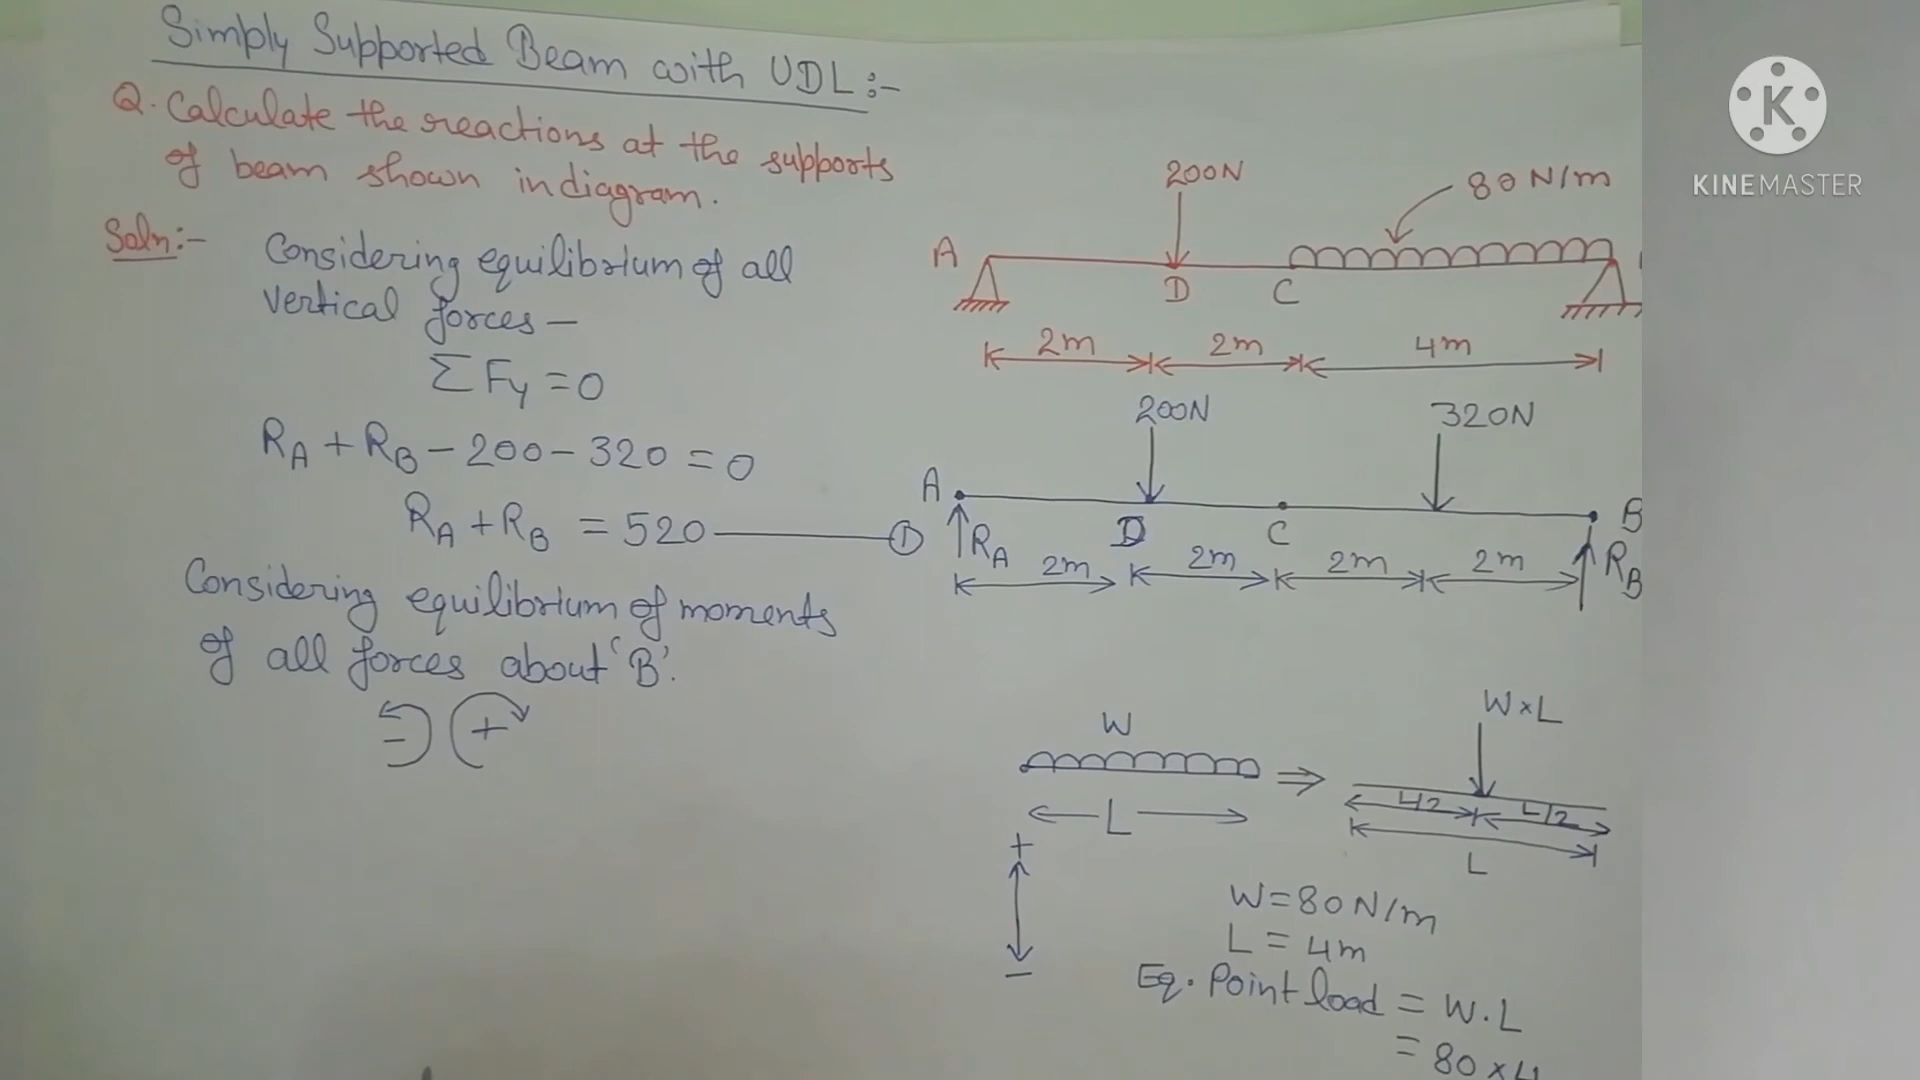 Simply Supported Beam with UDL:-
Q. Calculate the reactions at the supports
of beam shown in diagram.
Soln:-
Considering equilibrium of all
vertical forces -
ΣFy = 0
RA + RB - 200 - 320 = 0
RA + RB = 520 ——— ①
Considering equilibrium of moments
of all forces about 'B'.
- +
200N
80 N/m
A
D
C
2m
2m
4m
200N
320N
A
D
C
B
RA
RB
2m
2m
2m
2m
W
L
⇒
W×L
L/2
L/2
L
+
-
W = 80 N/m
L = 4m
Eq. Point load = W.L
= 80 × 4
K
KINEMASTER